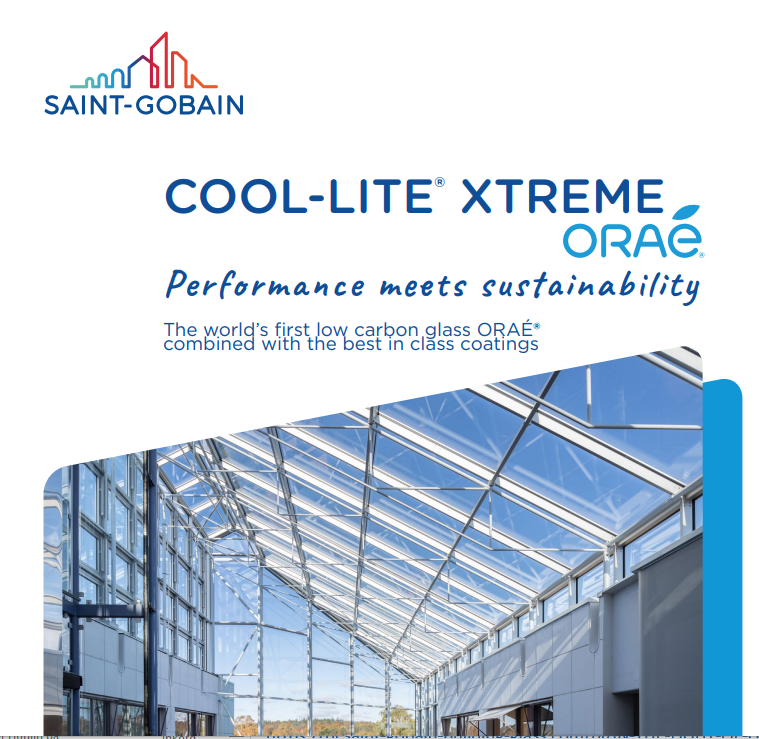 SAINT-GOBAIN
COOL-LITE® XTREME
ORAé®
Performance meets sustainability
The world's first low carbon glass ORAÉ®
combined with the best in class coatings